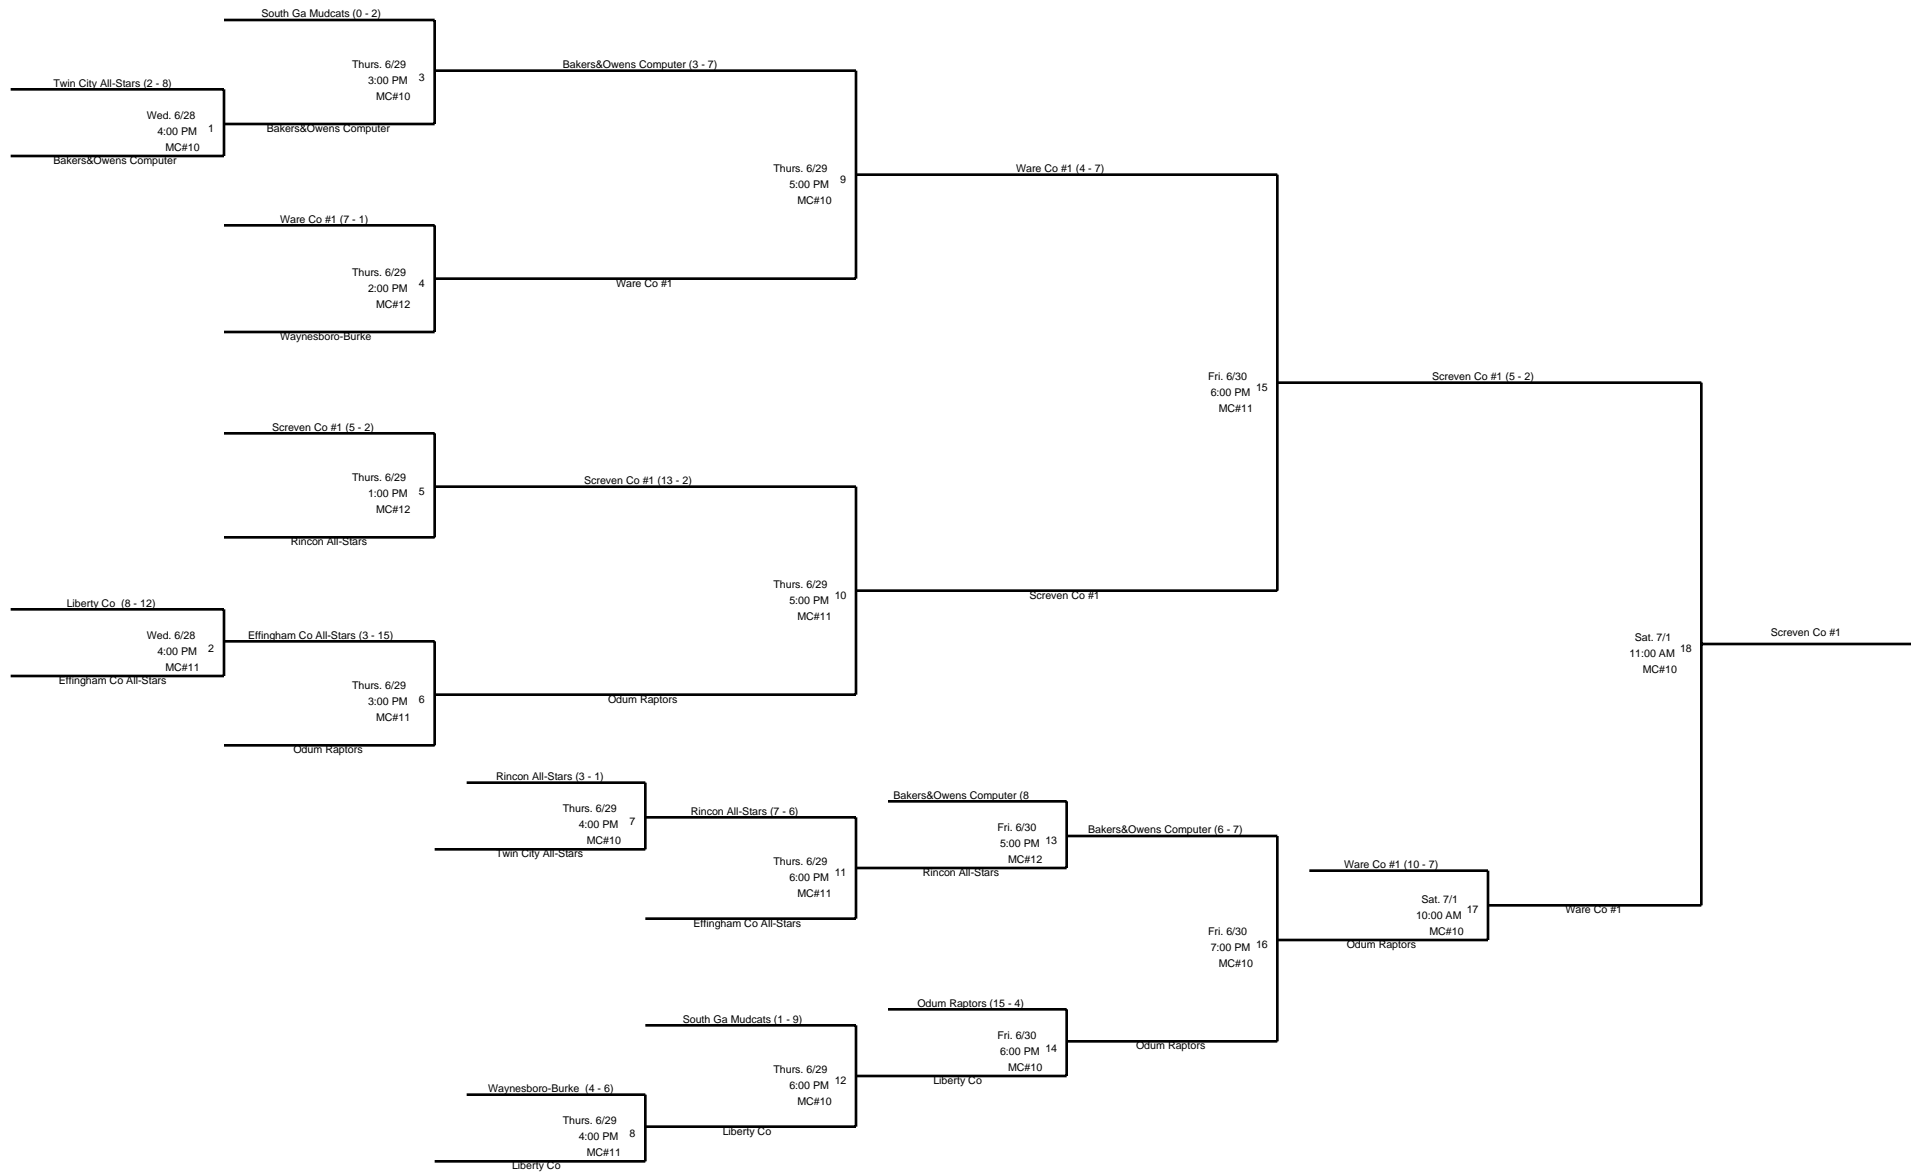 South Ga Mudcats (0 - 2)
Thurs. 6/29
3:00 PM 3
MC#10
Bakers&Owens Computer (3 - 7)
Twin City All-Stars (2 - 8)
Wed. 6/28
4:00 PM 1
MC#10
Bakers&Owens Computer
Bakers&Owens Computer
Thurs. 6/29
5:00 PM 9
MC#10
Ware Co #1 (4 - 7)
Ware Co #1 (7 - 1)
Thurs. 6/29
2:00 PM 4
MC#12
Ware Co #1
Waynesboro-Burke
Fri. 6/30
6:00 PM 15
MC#11
Screven Co #1 (5 - 2)
Screven Co #1 (5 - 2)
Thurs. 6/29
1:00 PM 5
MC#12
Screven Co #1 (13 - 2)
Rincon All-Stars
Thurs. 6/29
5:00 PM 10
MC#11
Screven Co #1
Liberty Co (8 - 12)
Wed. 6/28
4:00 PM 2
MC#11
Effingham Co All-Stars (3 - 15)
Effingham Co All-Stars
Thurs. 6/29
3:00 PM 6
MC#11
Odum Raptors
Odum Raptors
Sat. 7/1
11:00 AM 18
MC#10
Screven Co #1
Rincon All-Stars (3 - 1)
Thurs. 6/29
4:00 PM 7
MC#10
Twin City All-Stars
Rincon All-Stars (7 - 6)
Thurs. 6/29
6:00 PM 11
MC#11
Effingham Co All-Stars
Bakers&Owens Computer (8
Fri. 6/30
5:00 PM 13
MC#12
Rincon All-Stars
Bakers&Owens Computer (6 - 7)
Fri. 6/30
7:00 PM 16
MC#10
Ware Co #1 (10 - 7)
Sat. 7/1
10:00 AM 17
MC#10
Odum Raptors
Ware Co #1
Odum Raptors (15 - 4)
Fri. 6/30
6:00 PM 14
MC#10
Liberty Co
Odum Raptors
South Ga Mudcats (1 - 9)
Thurs. 6/29
6:00 PM 12
MC#10
Liberty Co
Waynesboro-Burke (4 - 6)
Thurs. 6/29
4:00 PM 8
MC#11
Liberty Co